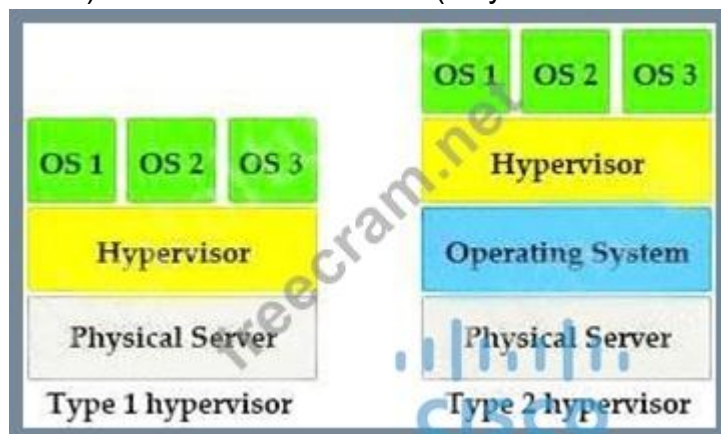 OS 1 OS 2 OS 3
Hypervisor
Physical Server
Type 1 hypervisor
OS 1 OS 2 OS 3
Hypervisor
Operating System
Physical Server
Type 2 hypervisor
freecram.net
CISCO